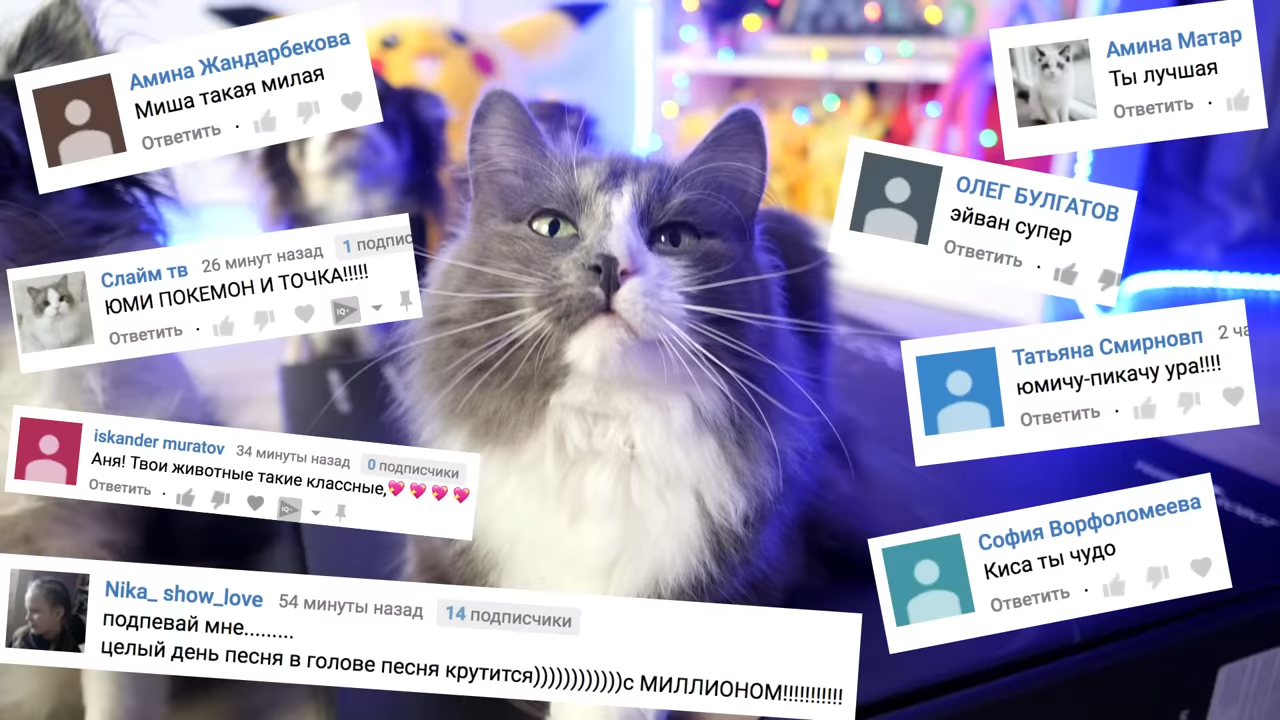 Амина Жандарбекова
Миша такая милая
Ответить
Амина Матар
Ты лучшая
Ответить
ОЛЕГ БУЛГАТОВ
эйван супер
Ответить
Слайм тв 26 минут назад 1 подпис
ЮМИ ПОКЕМОН И ТОЧКА!!!!!
Ответить
IQ+
Татьяна Смирновп 2 ча
юмичу-пикачу ура!!!!
Ответить
iskander muratov 34 минуты назад 0 подписчики
Аня! Твои животные такие классные,💖💖💖💖
Ответить
IQ+
София Ворфоломеева
Киса ты чудо
Ответить
Nika_ show_love 54 минуты назад 14 подписчики
подпевай мне.........
целый день песня в голове песня крутится))))))))))))с МИЛЛИОНОМ!!!!!!!!!!!